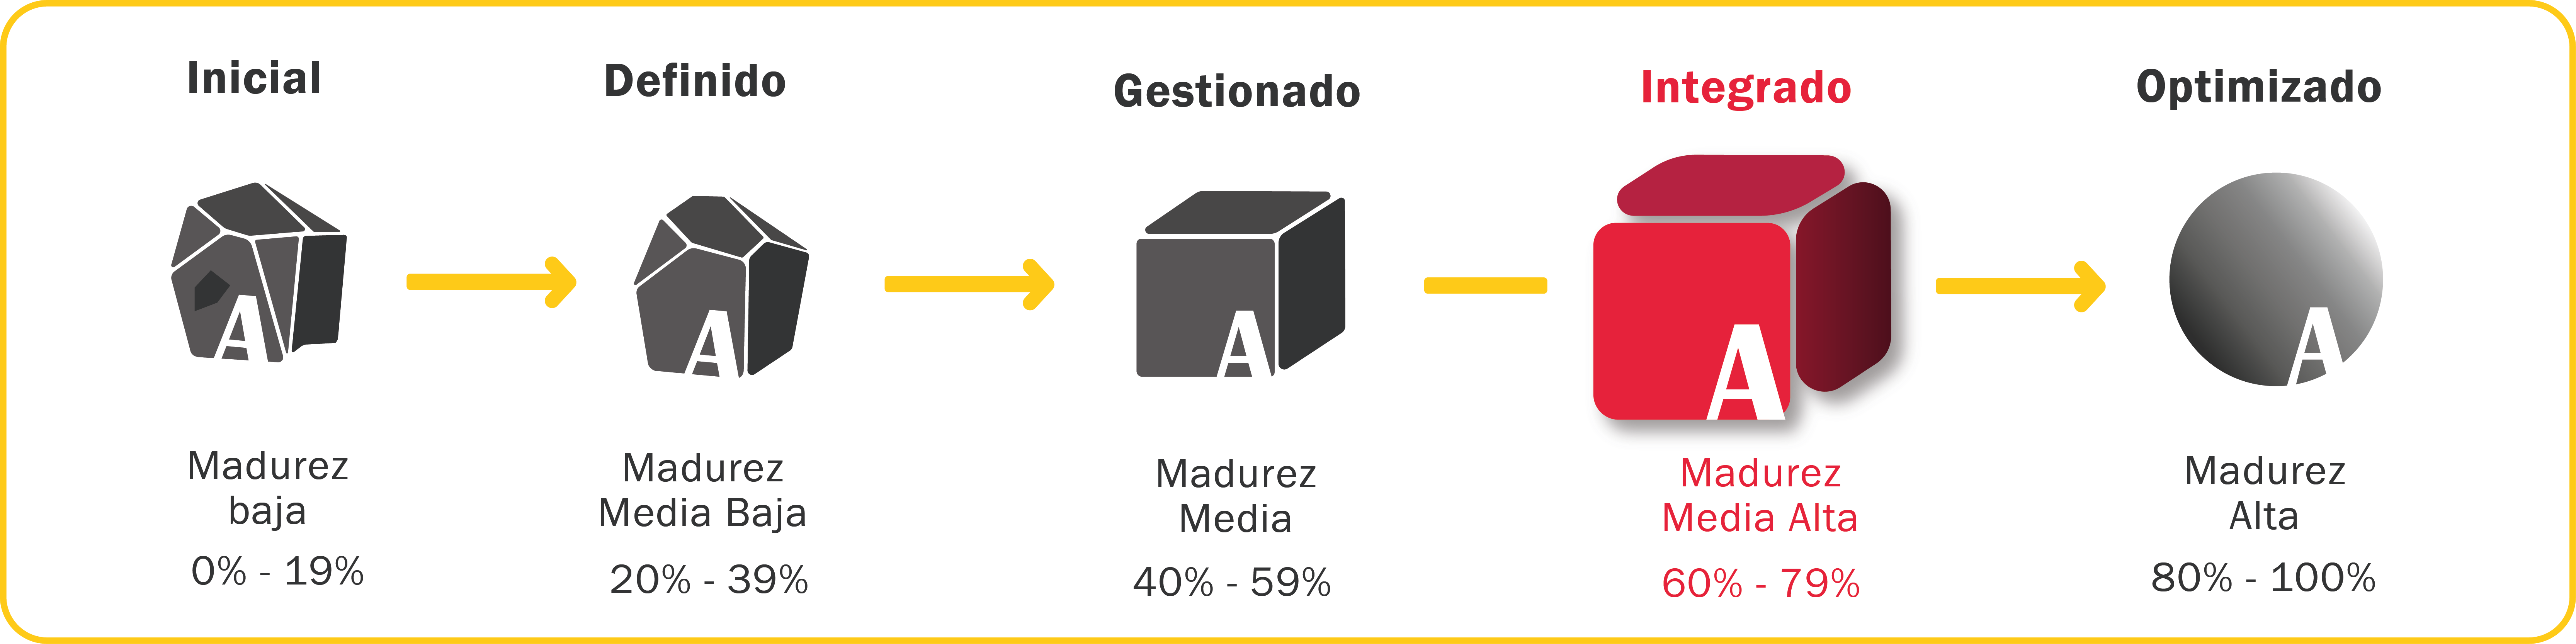 Inicial
Definido
Gestionado
Integrado
Optimizado
A
A
A
A
A
Madurez
baja
0% - 19%
Madurez
Media Baja
20% - 39%
Madurez
Media
40% - 59%
Madurez
Media Alta
60% - 79%
Madurez
Alta
80% - 100%